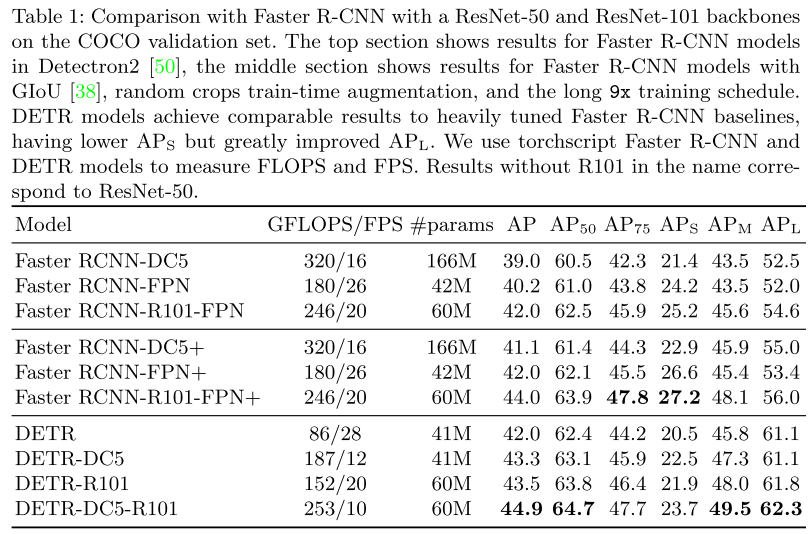 Table 1: Comparison with Faster R-CNN with a ResNet-50 and ResNet-101 backbones
on the COCO validation set. The top section shows results for Faster R-CNN models
in Detectron2 [50], the middle section shows results for Faster R-CNN models with
GIoU [38], random crops train-time augmentation, and the long 9x training schedule.
DETR models achieve comparable results to heavily tuned Faster R-CNN baselines,
having lower APS but greatly improved APL. We use torchscript Faster R-CNN and
DETR models to measure FLOPS and FPS. Results without R101 in the name corre-
spond to ResNet-50.
Model GFLOPS/FPS #params AP AP50 AP75 APS APM APL
Faster RCNN-DC5 320/16 166M 39.0 60.5 42.3 21.4 43.5 52.5
Faster RCNN-FPN 180/26 42M 40.2 61.0 43.8 24.2 43.5 52.0
Faster RCNN-R101-FPN 246/20 60M 42.0 62.5 45.9 25.2 45.6 54.6
Faster RCNN-DC5+ 320/16 166M 41.1 61.4 44.3 22.9 45.9 55.0
Faster RCNN-FPN+ 180/26 42M 42.0 62.1 45.5 26.6 45.4 53.4
Faster RCNN-R101-FPN+ 246/20 60M 44.0 63.9 47.8 27.2 48.1 56.0
DETR 86/28 41M 42.0 62.4 44.2 20.5 45.8 61.1
DETR-DC5 187/12 41M 43.3 63.1 45.9 22.5 47.3 61.1
DETR-R101 152/20 60M 43.5 63.8 46.4 21.9 48.0 61.8
DETR-DC5-R101 253/10 60M 44.9 64.7 47.7 23.7 49.5 62.3